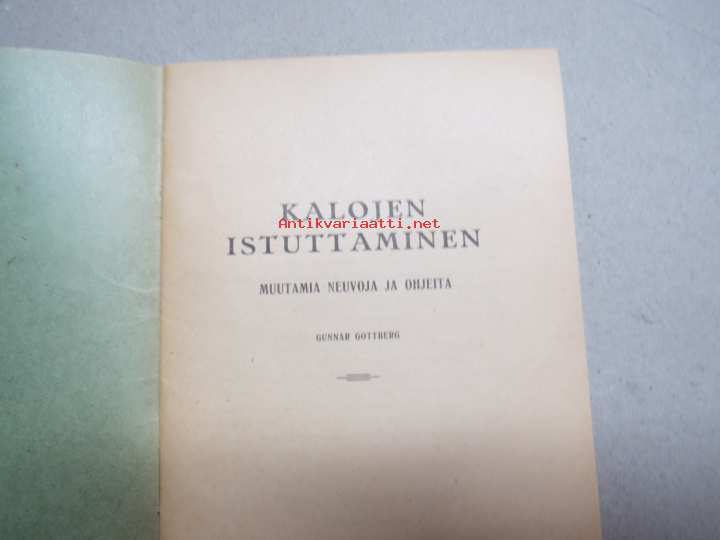 KALOJEN
Antikvariaatti.net
ISTUTTAMINEN
MUUTAMIA NEUVOJA JA OHJEITA
GUNNAR GOTTBERG